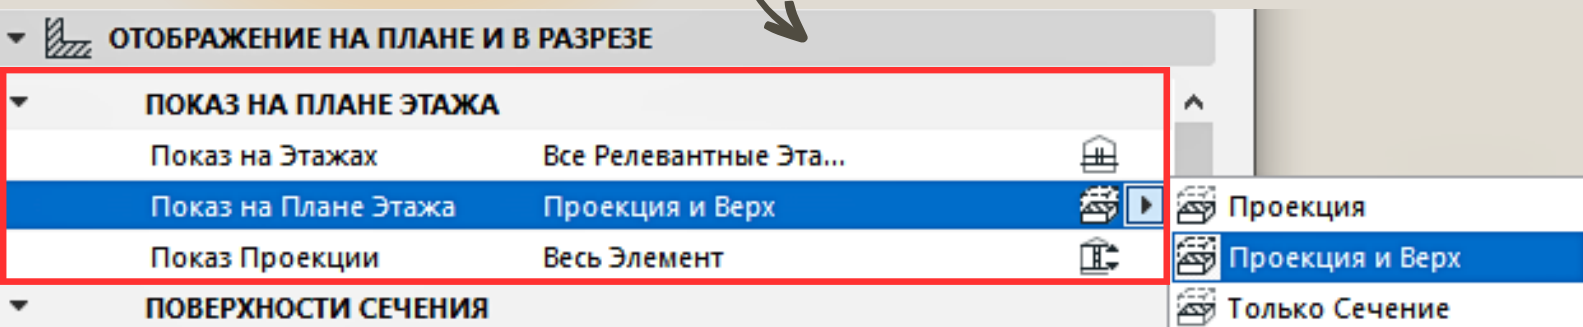 ОТОБРАЖЕНИЕ НА ПЛАНЕ И В РАЗРЕЗЕ
ПОКАЗ НА ПЛАНЕ ЭТАЖА
Показ на Этажах Все Релевантные Эта...
Показ на Плане Этажа Проекция и Верх
Проекция
Показ Проекции Весь Элемент
Проекция и Верх
ПОВЕРХНОСТИ СЕЧЕНИЯ
Только Сечение